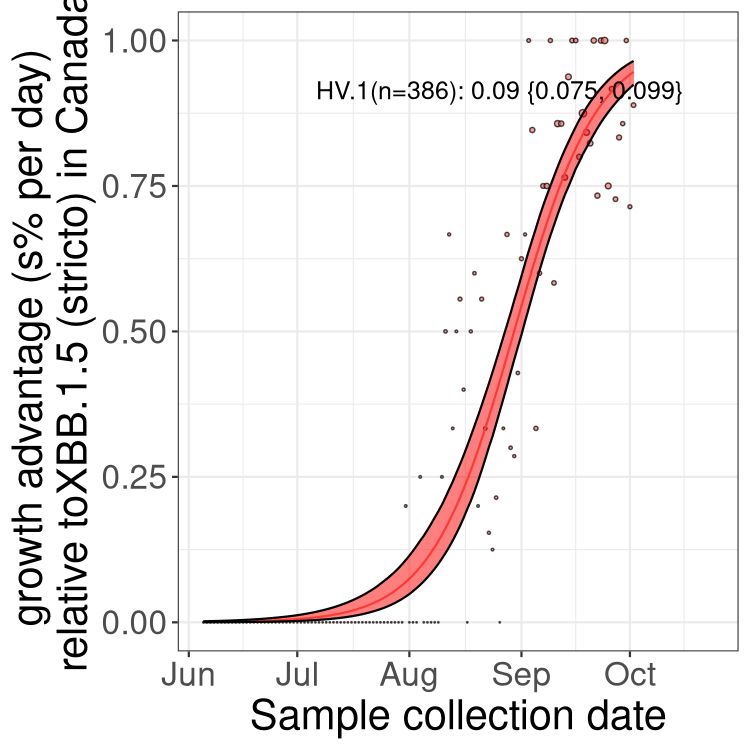 growth advantage (s% per day)
relative toXBB.1.5 (stricto) in Canada
1.00
0.75
0.50
0.25
0.00
HV.1(n=386): 0.09 {0.075, 0.099}
Jun Jul Aug Sep Oct
Sample collection date